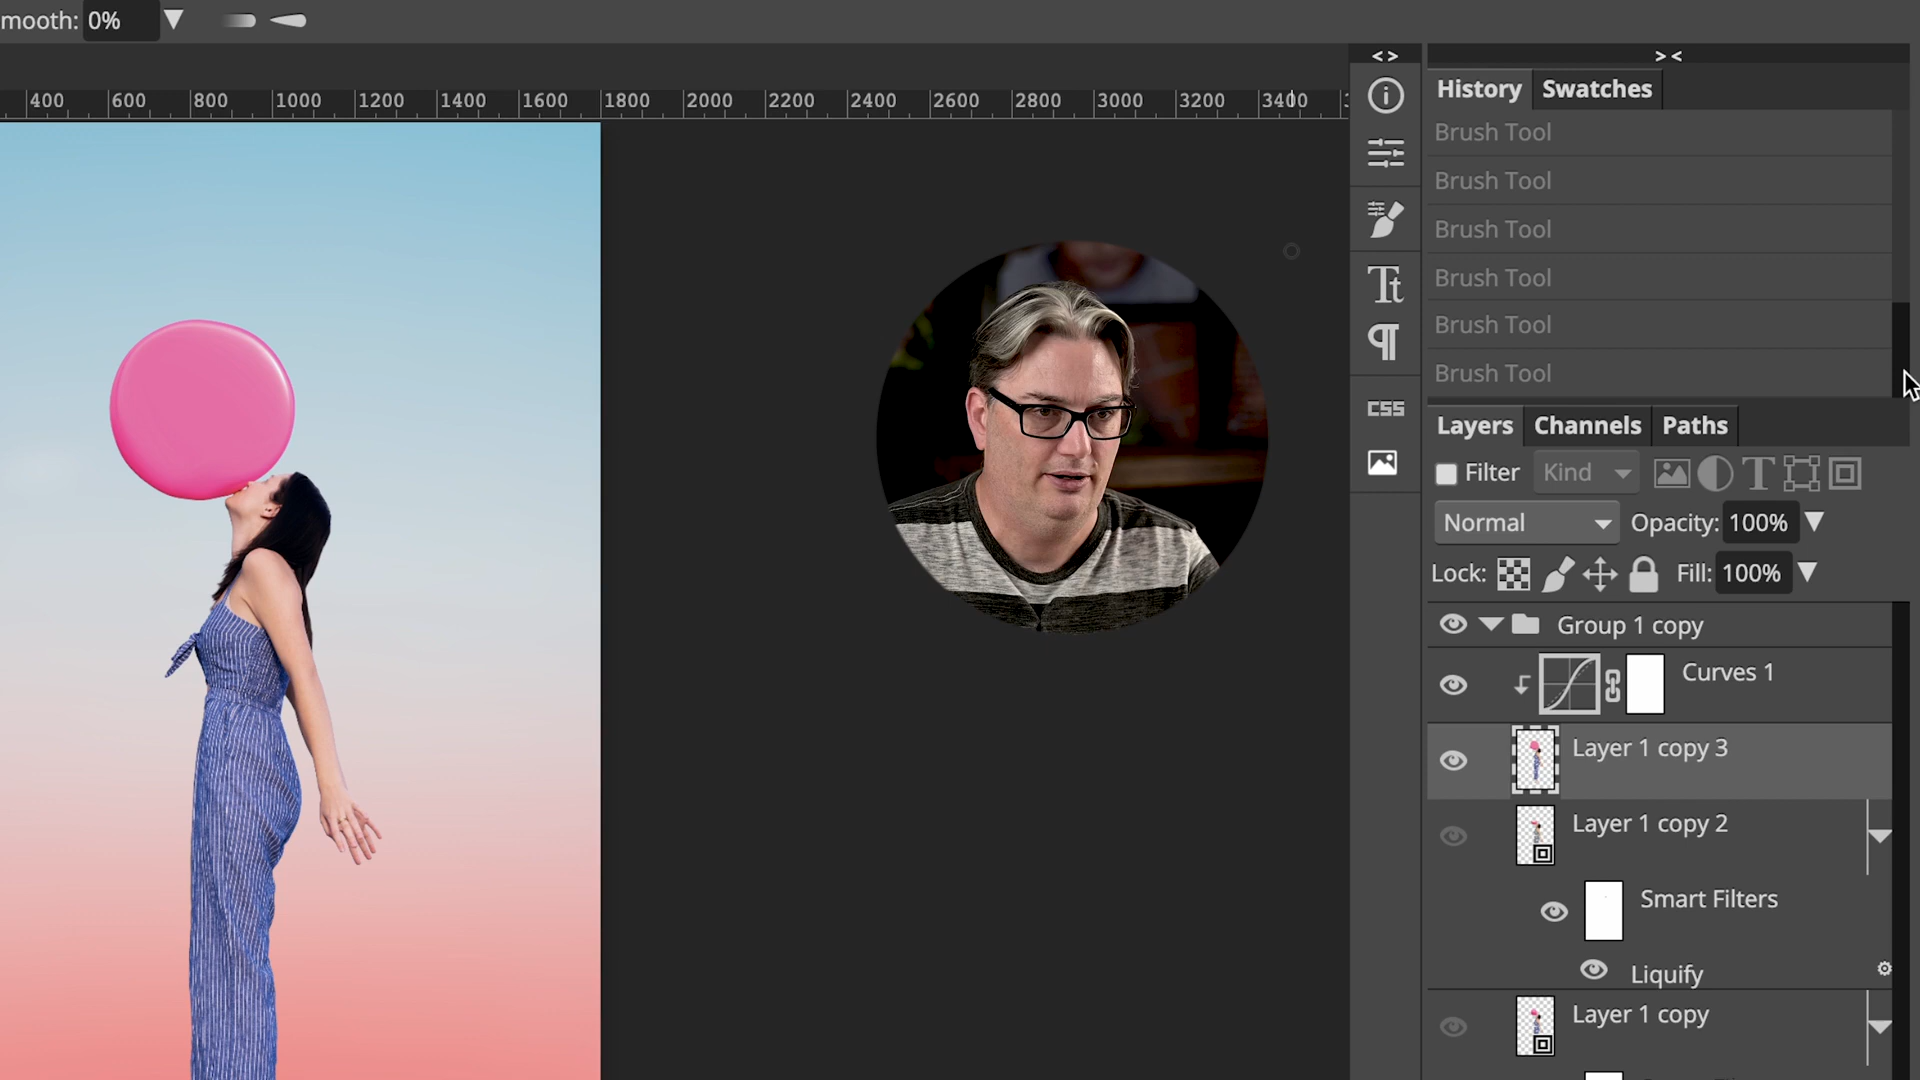 mooth: 0%
400 600 800 1000 1200 1400 1600 1800 2000 2200 2400 2600 2800 3000 3200 3400
History Swatches
Brush Tool
Brush Tool
Brush Tool
Brush Tool
Brush Tool
Brush Tool
CSS
Layers Channels Paths
Filter Kind
Normal Opacity: 100%
Lock: Fill: 100%
Group 1 copy
Curves 1
Layer 1 copy 3
Layer 1 copy 2
Smart Filters
Liquify
Layer 1 copy